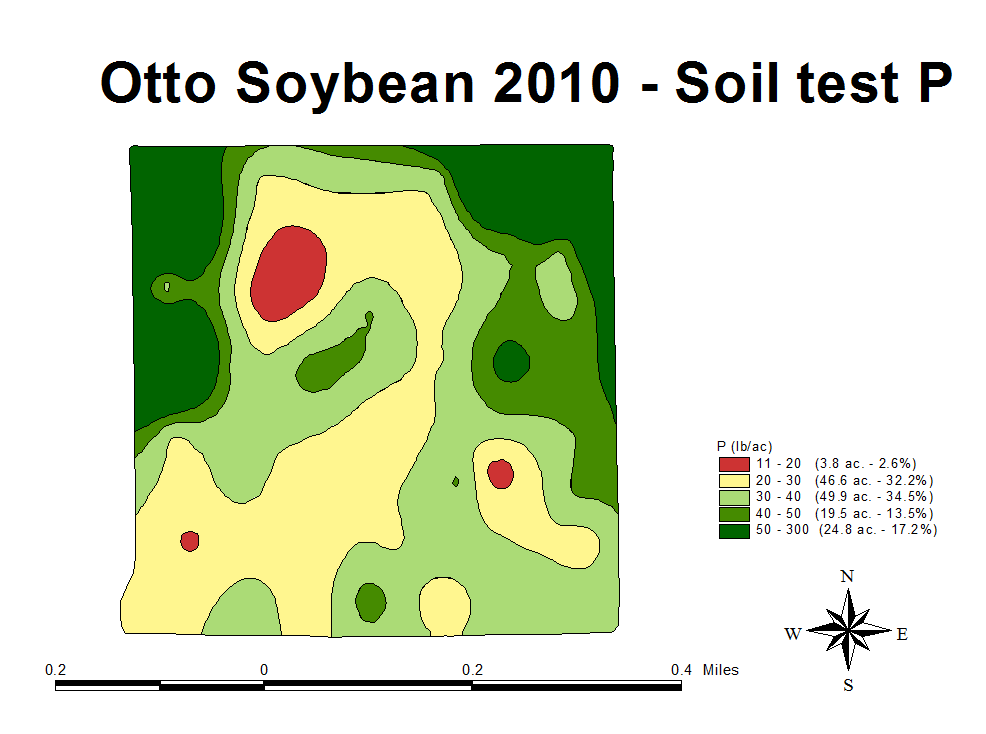 Otto Soybean 2010 - Soil test P
P (lb/ac)
11 - 20 (3.8 ac. - 2.6%)
20 - 30 (46.6 ac. - 32.2%)
30 - 40 (49.9 ac. - 34.5%)
40 - 50 (19.5 ac. - 13.5%)
50 - 300 (24.8 ac. - 17.2%)
N
W E
S
0.2 0 0.2 0.4 Miles